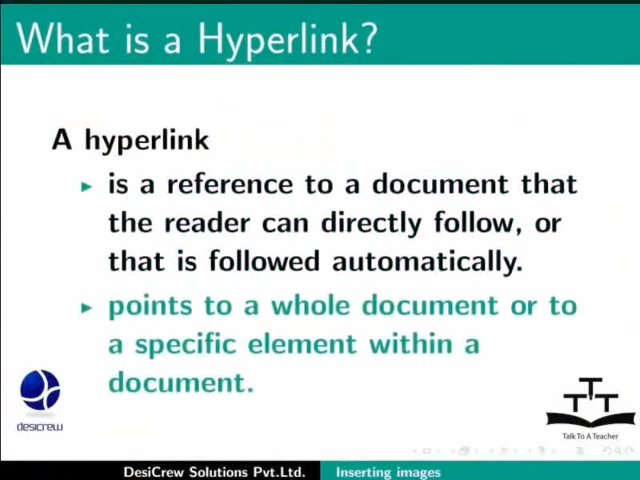 What is a Hyperlink?
A hyperlink
is a reference to a document that
the reader can directly follow, or
that is followed automatically.
points to a whole document or to
a specific element within a
document.
desicrew
TTT
Talk To A Teacher
DesiCrew Solutions Pvt.Ltd. Inserting images